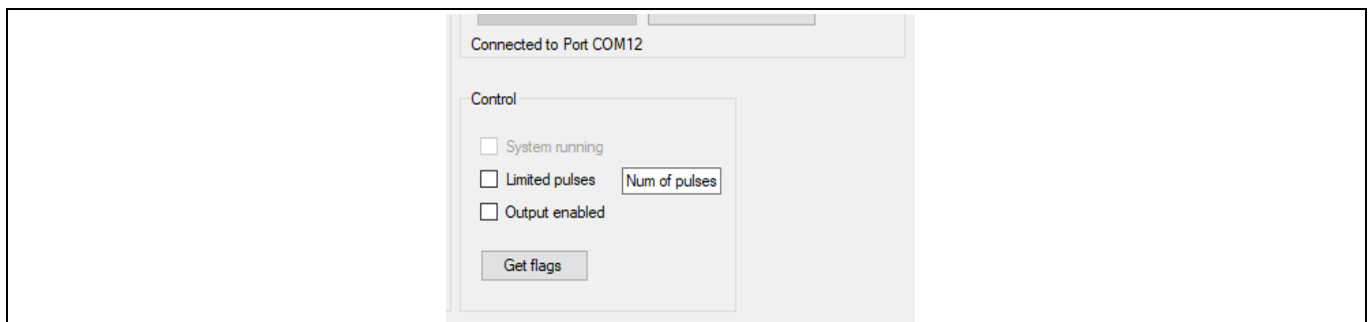 Connected to Port COM12
Control
System running
Limited pulses Num of pulses
Output enabled
Get flags